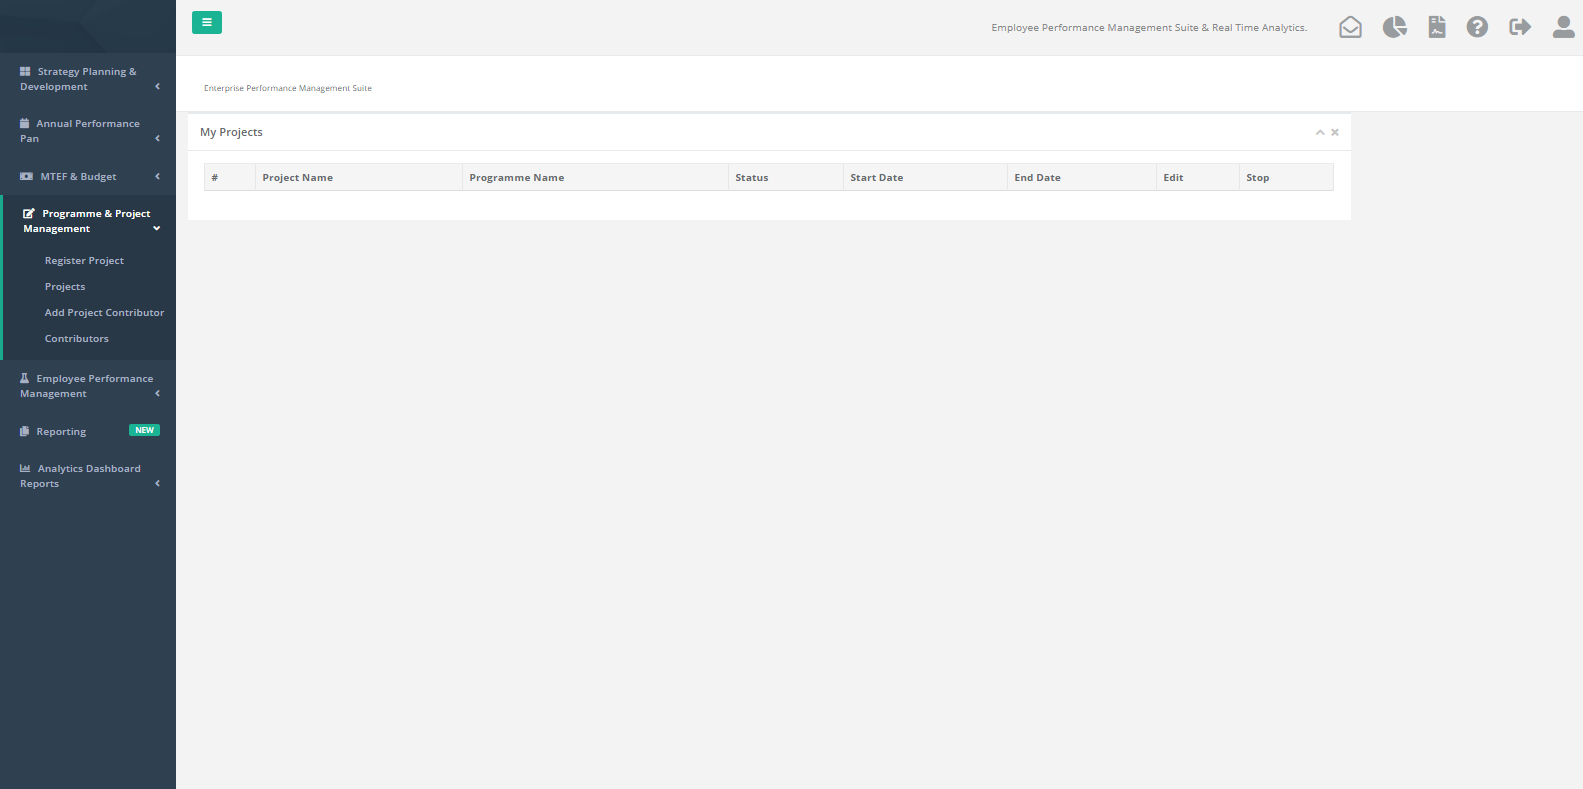 Employee Performance Management Suite & Real Time Analytics.
Strategy Planning &
Development
Annual Performance
Pan
MTEF & Budget
Programme & Project
Management
Register Project
Projects
Add Project Contributor
Contributors
Employee Performance
Management
Reporting NEW
Analytics Dashboard
Reports
Enterprise Performance Management Suite
My Projects
# Project Name Programme Name Status Start Date End Date Edit Stop